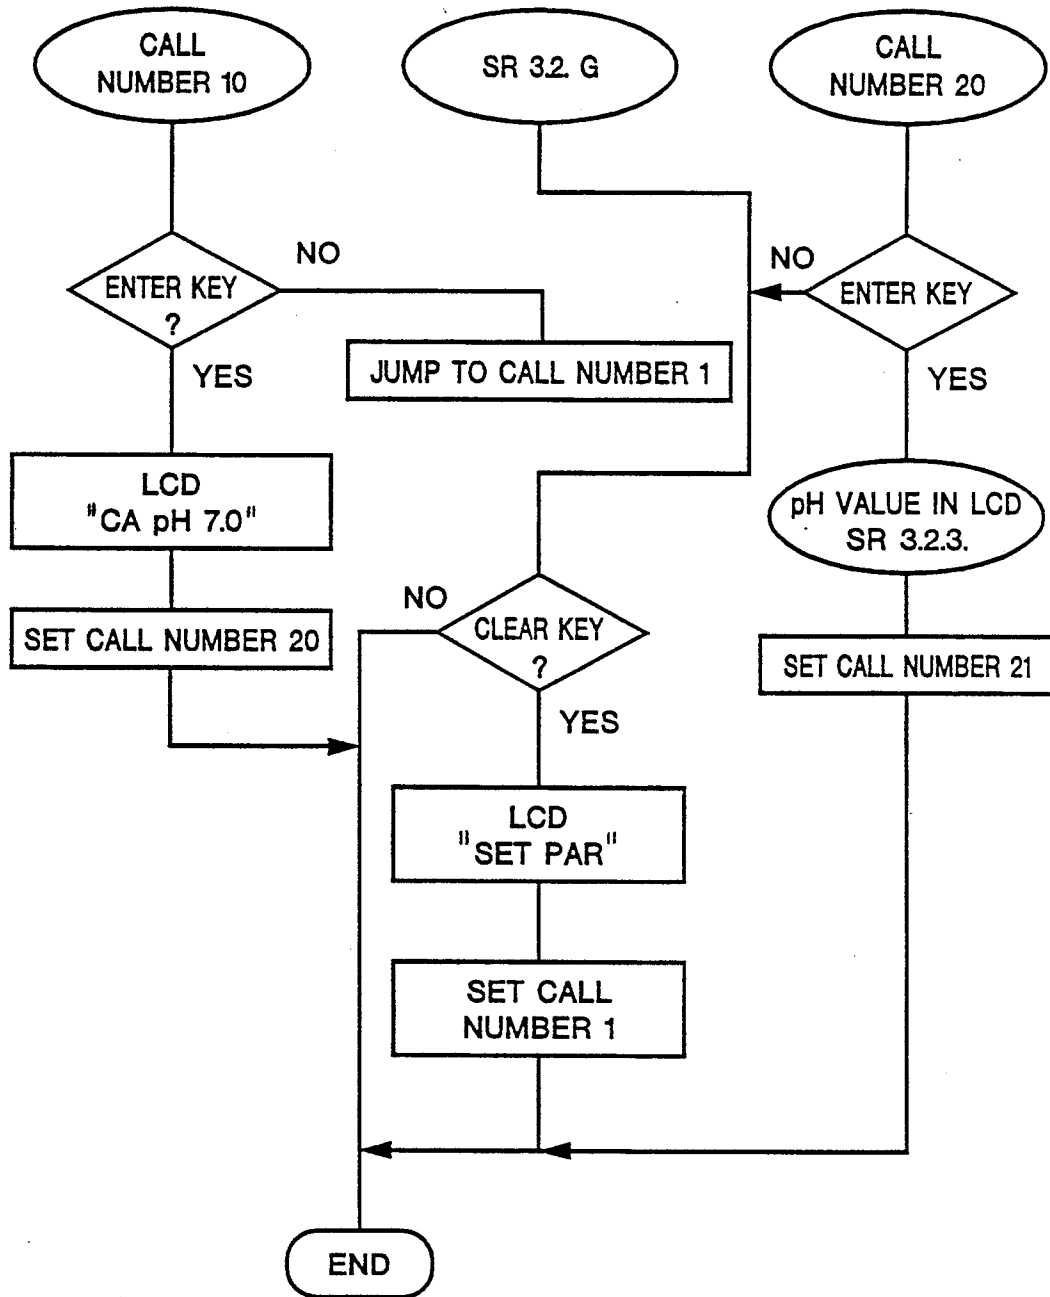 CALL
NUMBER 10
SR 3.2. G
CALL
NUMBER 20
ENTER KEY
?
NO
YES
JUMP TO CALL NUMBER 1
NO
ENTER KEY
YES
LCD
"CA pH 7.0"
SET CALL NUMBER 20
pH VALUE IN LCD
SR 3.2.3.
SET CALL NUMBER 21
NO
CLEAR KEY
?
YES
LCD
"SET PAR"
SET CALL
NUMBER 1
END